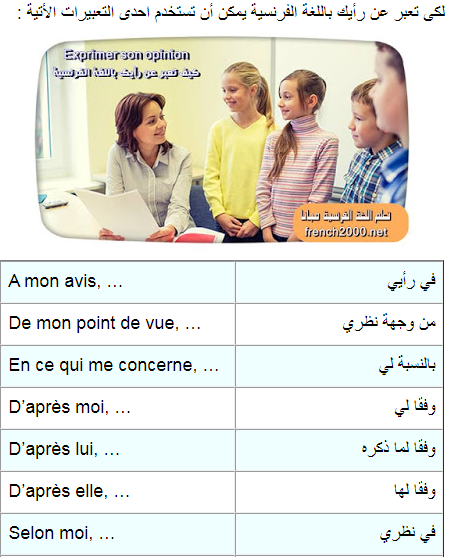 لكى تعبر عن رأيك باللغة الفرنسية يمكن أن تستخدم احدى التعبيرات الأتية :
Exprimer son opinion
كيف تعبر عن رأيك باللغة الفرنسية
تعلم اللغة الفرنسية مجانا
french2000.net
A mon avis, … في رأيي
De mon point de vue, … من وجهة نظري
En ce qui me concerne, … بالنسبة لي
D’après moi, … وفقا لي
D’après lui, … وفقا لما ذكره
D’après elle, … وفقا لها
Selon moi, … في نظري